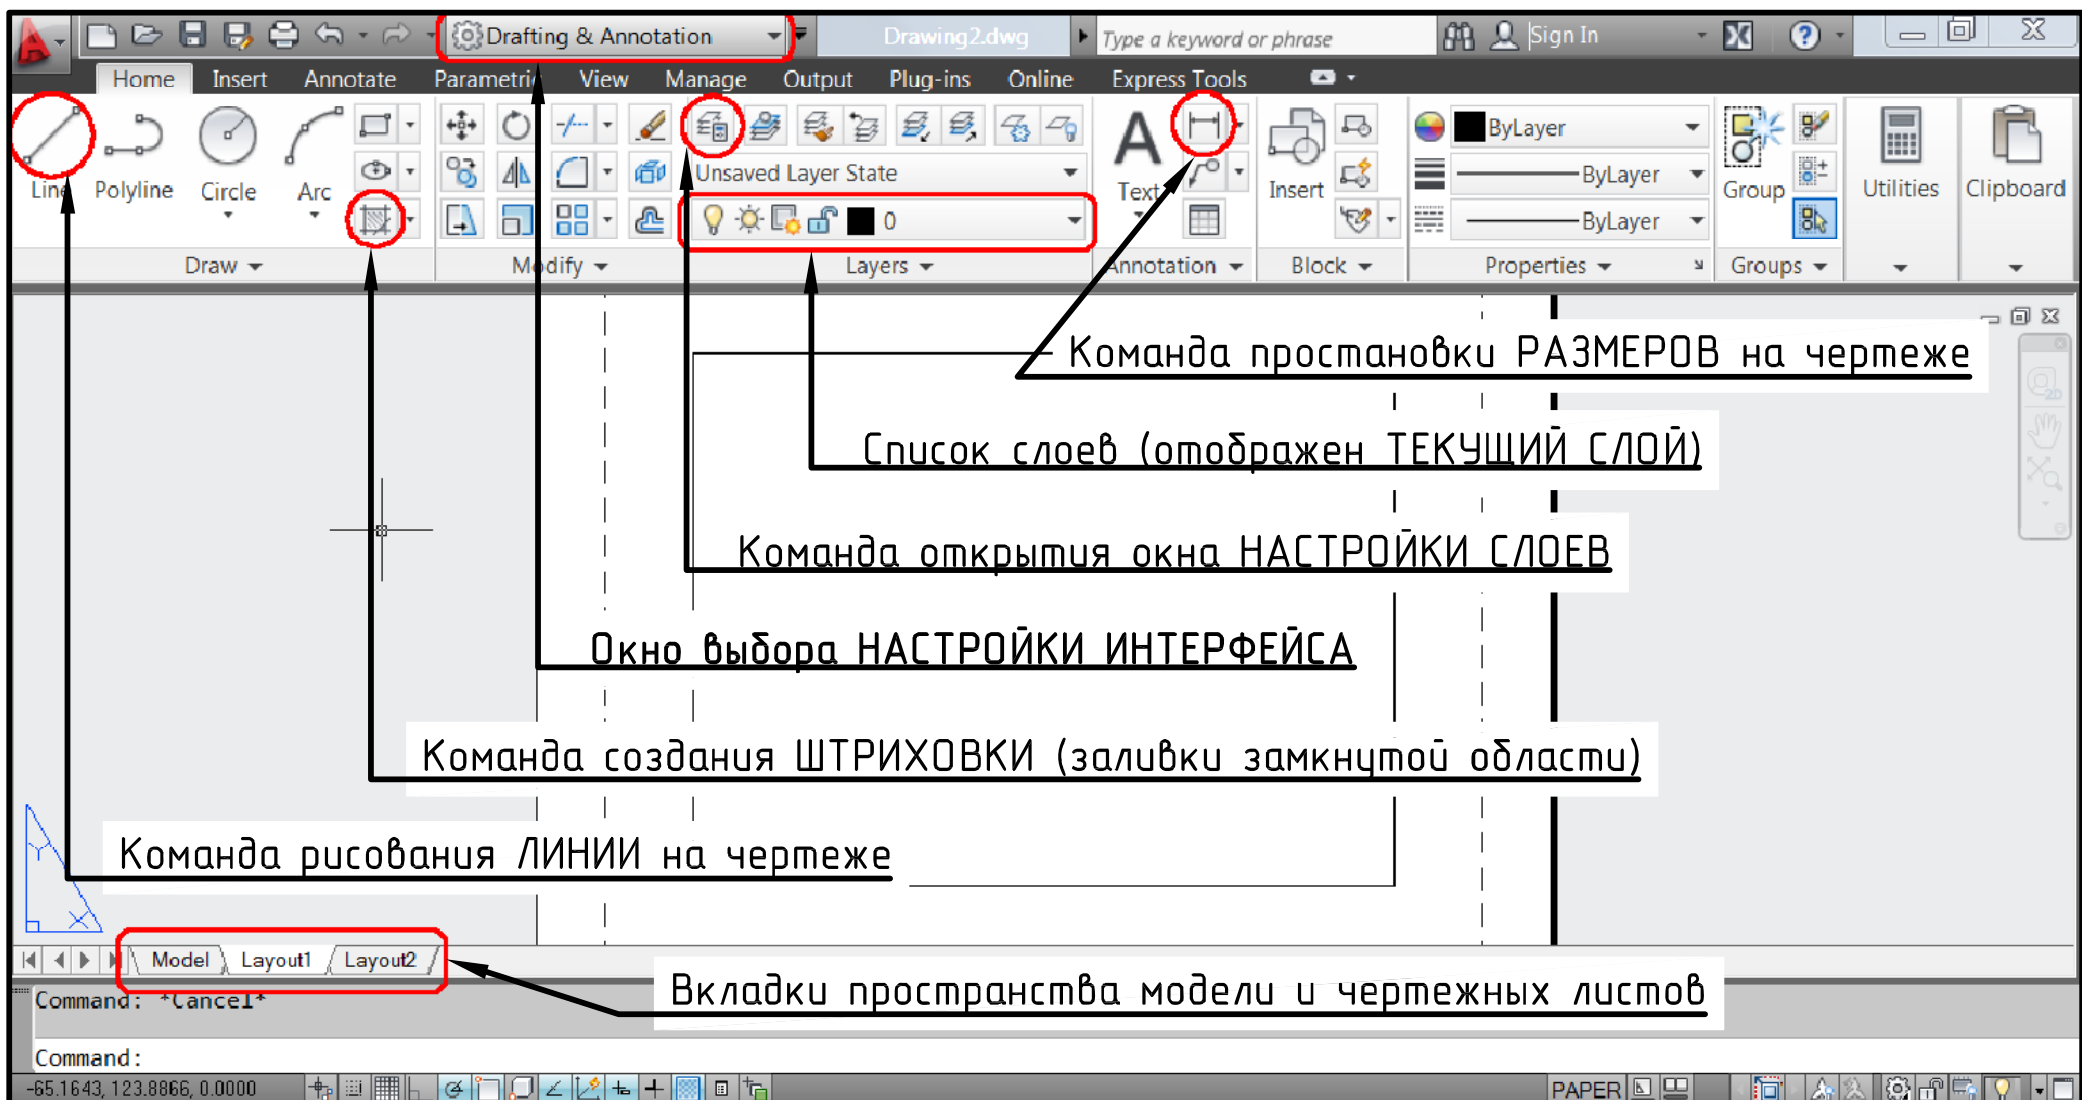 Drafting & Annotation
Drawing2.dwg
Type a keyword or phrase
Sign In
Home Insert Annotate Parametric View Manage Output Plug-ins Online Express Tools
Line Polyline Circle Arc
Unsaved Layer State
0
Text
Insert
ByLayer
ByLayer
ByLayer
Group
Utilities
Clipboard
Draw Modify Layers Annotation Block Properties Groups
Команда простановки РАЗМЕРОВ на чертеже
Список слоев (отображен ТЕКУЩИЙ СЛОЙ)
Команда открытия окна НАСТРОЙКИ СЛОЕВ
Окно выбора НАСТРОЙКИ ИНТЕРФЕЙСА
Команда создания ШТРИХОВКИ (заливки замкнутой области)
Команда рисования ЛИНИИ на чертеже
Y
X
2D
Model Layout1 Layout2
Вкладки пространства модели и чертежных листов
Command: *Cancel*
Command:
-65.1643, 123.8866, 0.0000
PAPER